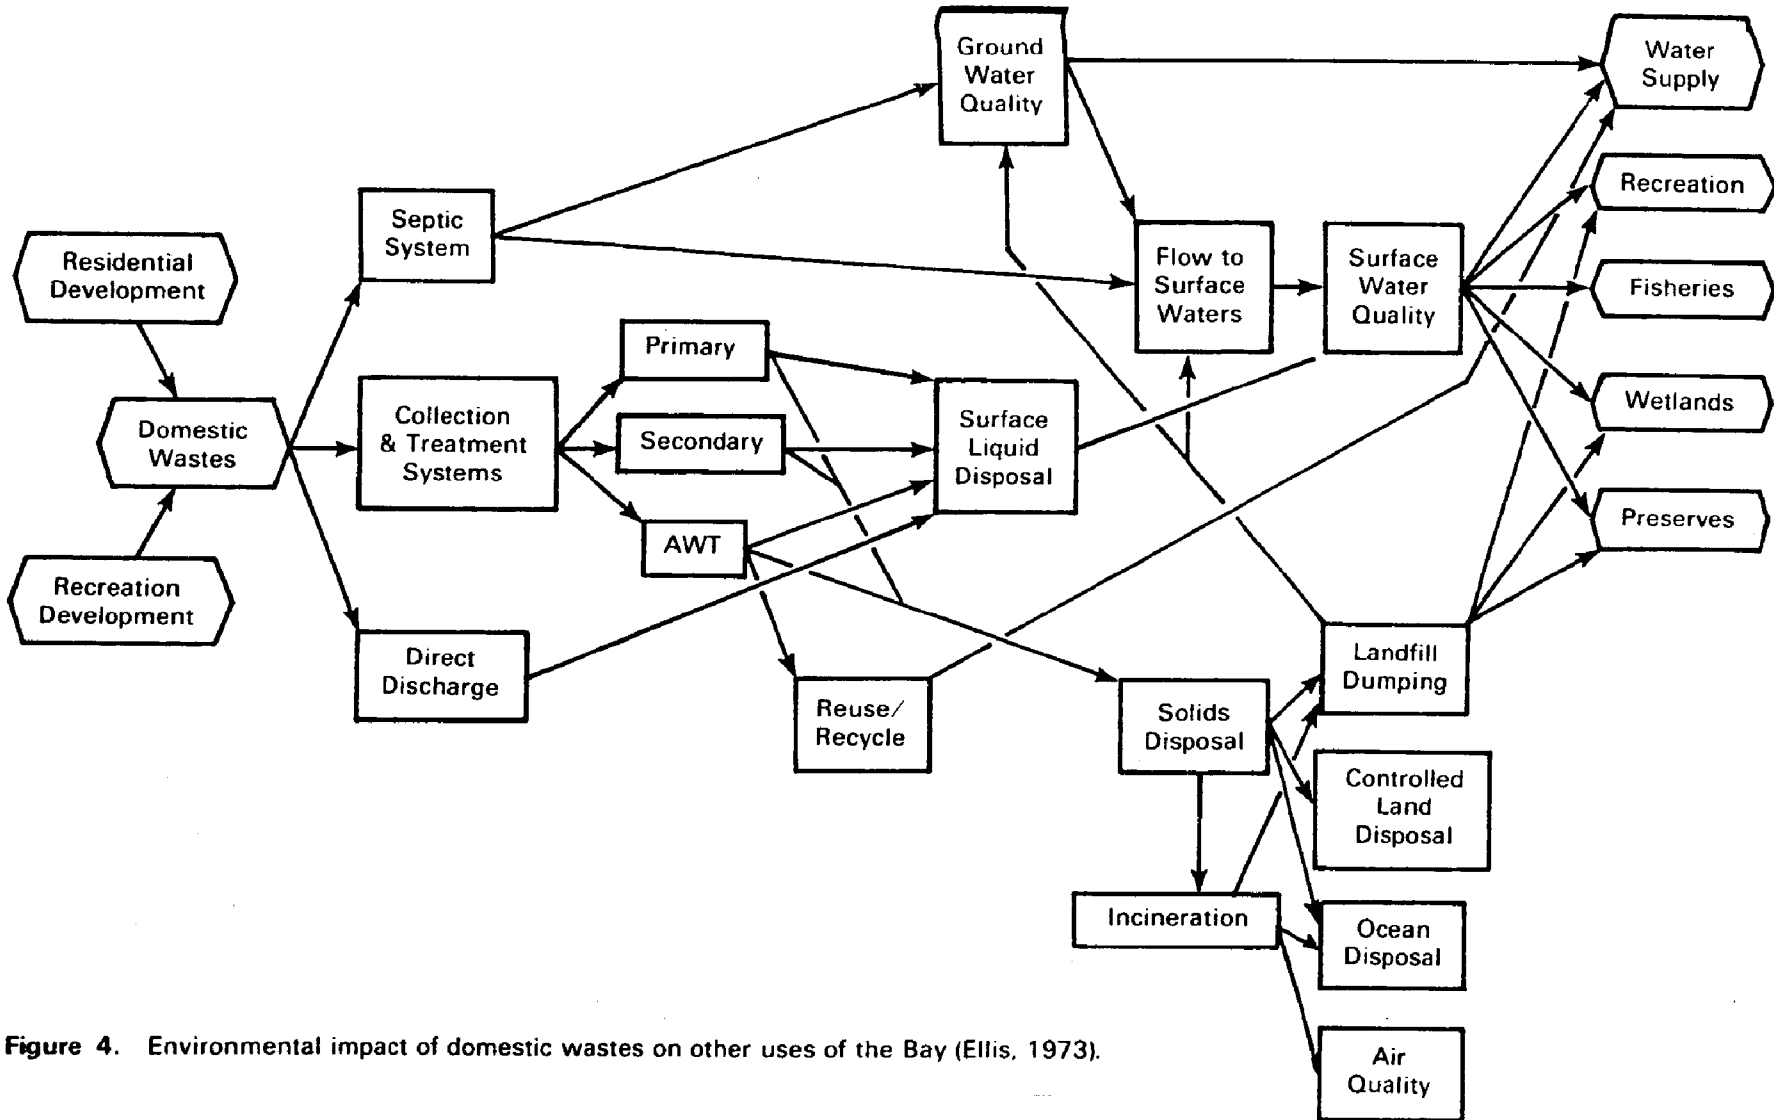 Ground
Water
Quality
Water
Supply
Recreation
Septic
System
Residential
Development
Flow to
Surface
Waters
Surface
Water
Quality
Fisheries
Primary
Domestic
Wastes
Collection
& Treatment
Systems
Secondary
Surface
Liquid
Disposal
Wetlands
AWT
Preserves
Recreation
Development
Direct
Discharge
Reuse/
Recycle
Solids
Disposal
Landfill
Dumping
Controlled
Land
Disposal
Incineration
Ocean
Disposal
Air
Quality
Figure 4. Environmental impact of domestic wastes on other uses of the Bay (Ellis, 1973).